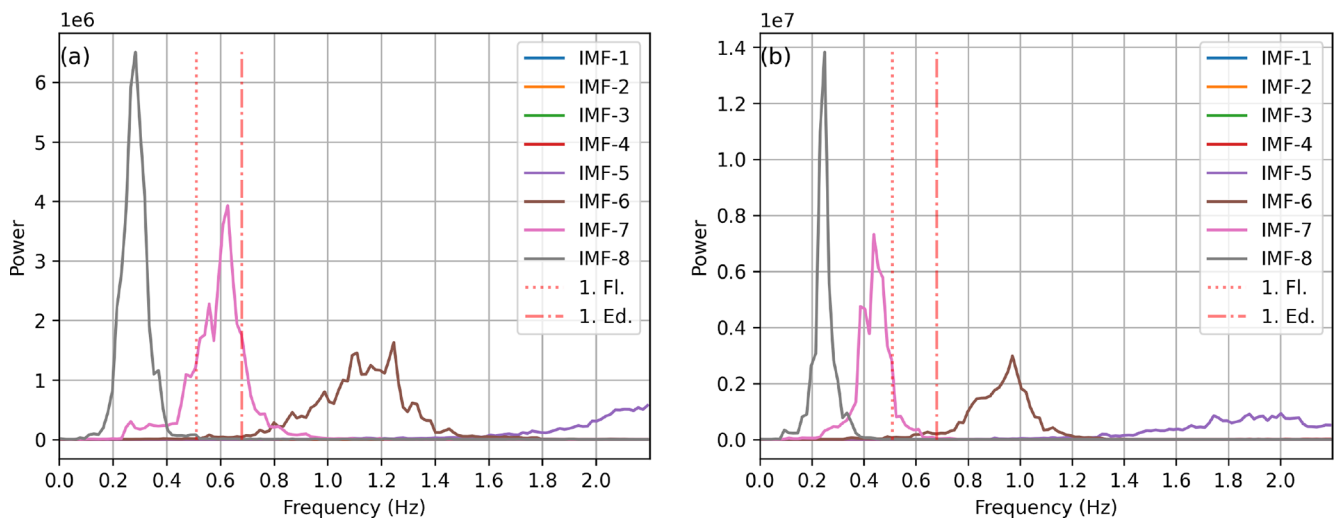 1e6
(a)
IMF-1
IMF-2
IMF-3
IMF-4
IMF-5
IMF-6
IMF-7
IMF-8
1. Fl.
1. Ed.
6
5
4
3
2
1
0
Power
0.0 0.2 0.4 0.6 0.8 1.0 1.2 1.4 1.6 1.8 2.0
Frequency (Hz)
1e7
(b)
IMF-1
IMF-2
IMF-3
IMF-4
IMF-5
IMF-6
IMF-7
IMF-8
1. Fl.
1. Ed.
1.4
1.2
1.0
0.8
0.6
0.4
0.2
0.0
Power
0.0 0.2 0.4 0.6 0.8 1.0 1.2 1.4 1.6 1.8 2.0
Frequency (Hz)